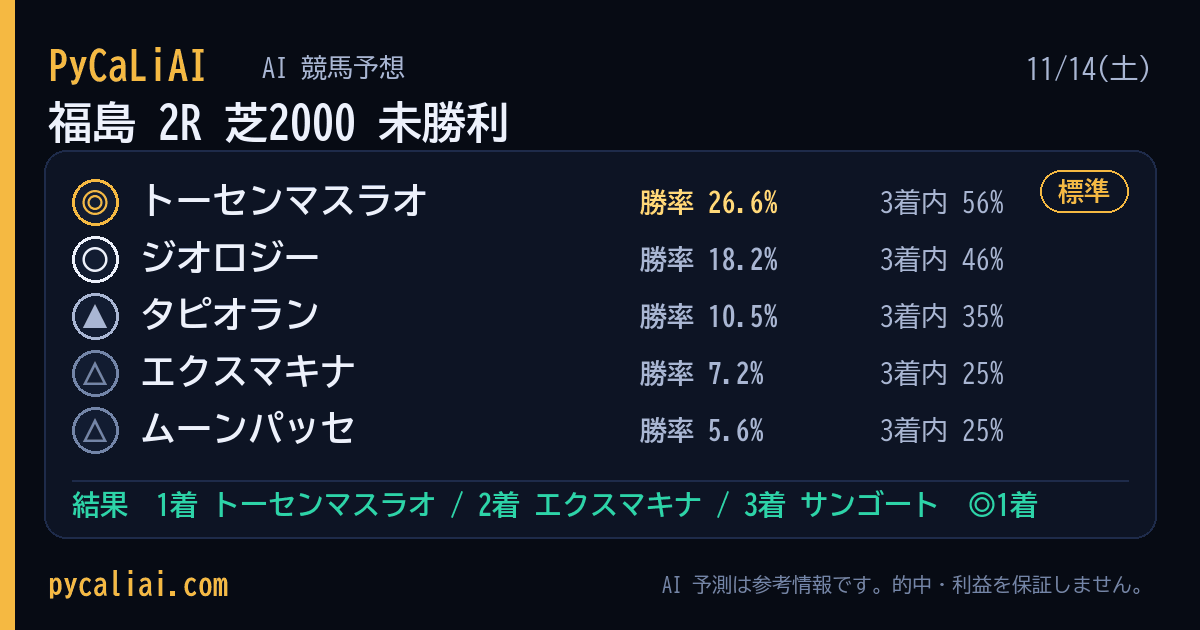 PyCaLiAI AI 競馬予想 11/14(土)
福島 2R 芝2000 未勝利
◎ トーセンマスラオ 勝率 26.6% 3着内 56% 標準
○ ジオロジー 勝率 18.2% 3着内 46%
▲ タピオラン 勝率 10.5% 3着内 35%
△ エクスマキナ 勝率 7.2% 3着内 25%
△ ムーンパッセ 勝率 5.6% 3着内 25%
結果 1着 トーセンマスラオ / 2着 エクスマキナ / 3着 サンゴート ◎1着
pycaliai.com AI 予測は参考情報です。的中・利益を保証しません。